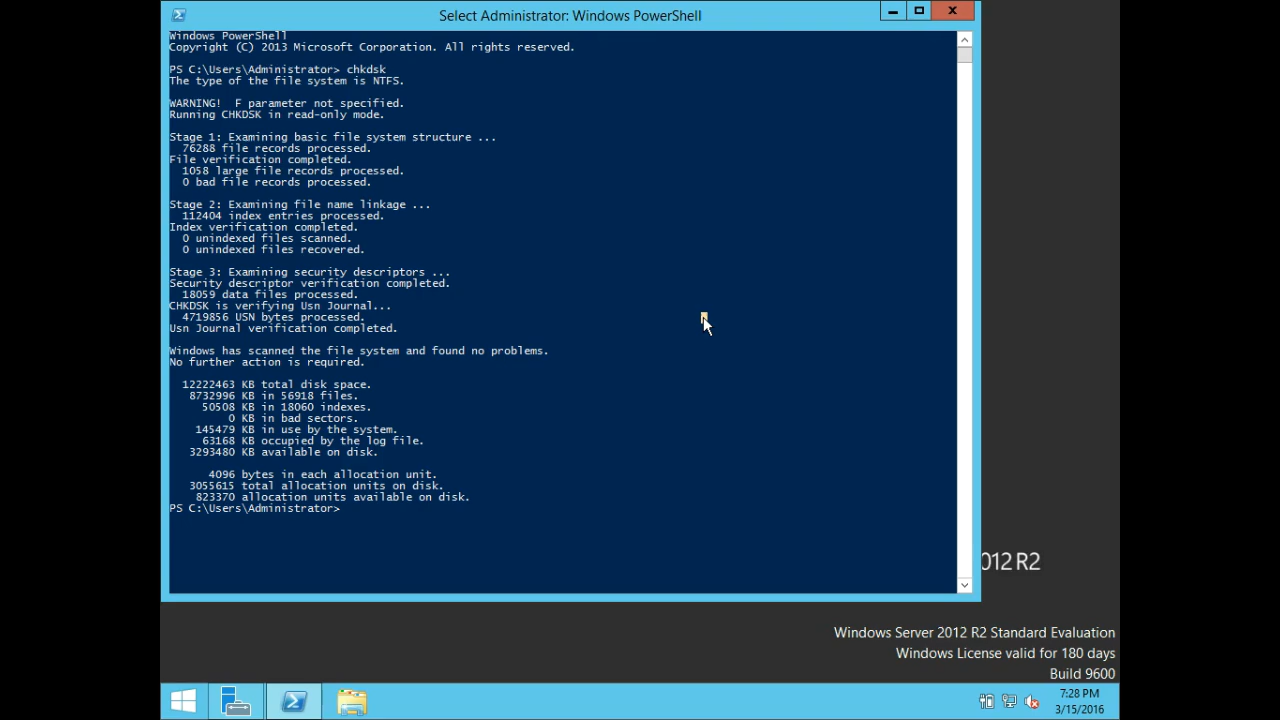 Select Administrator: Windows PowerShell
Windows PowerShell
Copyright (C) 2013 Microsoft Corporation. All rights reserved.
PS C:\Users\Administrator> chkdsk
The type of the file system is NTFS.
WARNING!  F parameter not specified.
Running CHKDSK in read-only mode.
Stage 1: Examining basic file system structure ...
76288 file records processed.
File verification completed.
1058 large file records processed.
0 bad file records processed.
Stage 2: Examining file name linkage ...
112404 index entries processed.
Index verification completed.
0 unindexed files scanned.
0 unindexed files recovered.
Stage 3: Examining security descriptors ...
Security descriptor verification completed.
18059 data files processed.
CHKDSK is verifying Usn Journal...
4719856 USN bytes processed.
Usn Journal verification completed.
Windows has scanned the file system and found no problems.
No further action is required.
12222463 KB total disk space.
8732996 KB in 56918 files.
50508 KB in 18060 indexes.
0 KB in bad sectors.
145479 KB in use by the system.
63168 KB occupied by the log file.
3293480 KB available on disk.
4096 bytes in each allocation unit.
3055615 total allocation units on disk.
823370 allocation units available on disk.
PS C:\Users\Administrator>
012 R2
Windows Server 2012 R2 Standard Evaluation
Windows License valid for 180 days
Build 9600
7:28 PM
3/15/2016